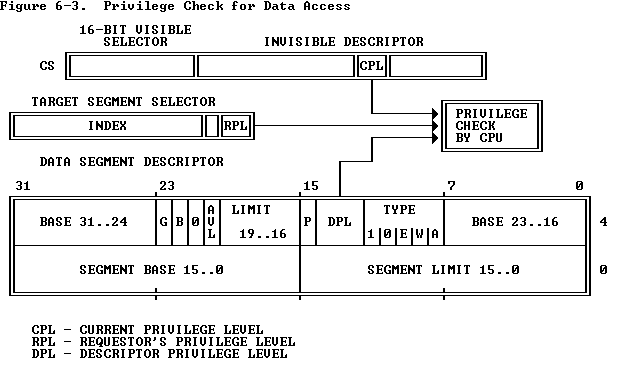 Figure 6-3. Privilege Check for Data Access
16-BIT VISIBLE
SELECTOR
INVISIBLE DESCRIPTOR
CS
CPL
TARGET SEGMENT SELECTOR
INDEX
RPL
PRIVILEGE
CHECK
BY CPU
DATA SEGMENT DESCRIPTOR
31 23 15 7 0
BASE 31..24
G
B
0
AVL
LIMIT
19..16
P
DPL
TYPE
1 0 E W A
BASE 23..16
4
SEGMENT BASE 15..0
SEGMENT LIMIT 15..0
0
CPL - CURRENT PRIVILEGE LEVEL
RPL - REQUESTOR'S PRIVILEGE LEVEL
DPL - DESCRIPTOR PRIVILEGE LEVEL